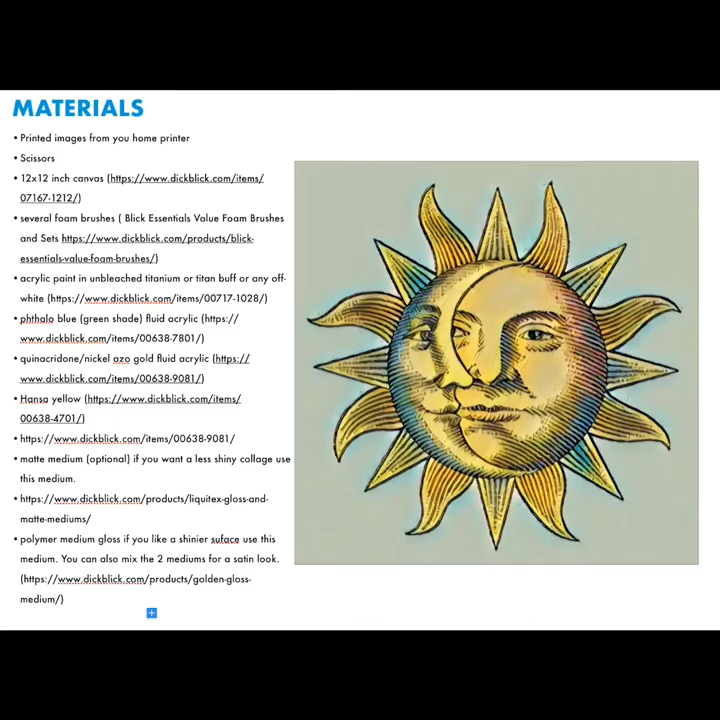 MATERIALS
• Printed images from you home printer
• Scissors
• 12x12 inch canvas (https://www.dickblick.com/items/
07167-1212/)
• several foam brushes ( Blick Essentials Value Foam Brushes
and Sets https://www.dickblick.com/products/blick-
essentials-value-foam-brushes/)
• acrylic paint in unbleached titanium or titan buff or any off-
white (https://www.dickblick.com/items/00717-1028/)
• phthalo blue (green shade) fluid acrylic (https://
www.dickblick.com/items/00638-7801/)
• quinacridone/nickel azo gold fluid acrylic (https://
www.dickblick.com/items/00638-9081/)
• Hansa yellow (https://www.dickblick.com/items/
00638-4701/)
• https://www.dickblick.com/items/00638-9081/
• matte medium (optional) if you want a less shiny collage use
this medium.
• https://www.dickblick.com/products/liquitex-gloss-and-
matte-mediums/
• polymer medium gloss if you like a shinier suface use this
medium. You can also mix the 2 mediums for a satin look.
(https://www.dickblick.com/products/golden-gloss-
medium/)